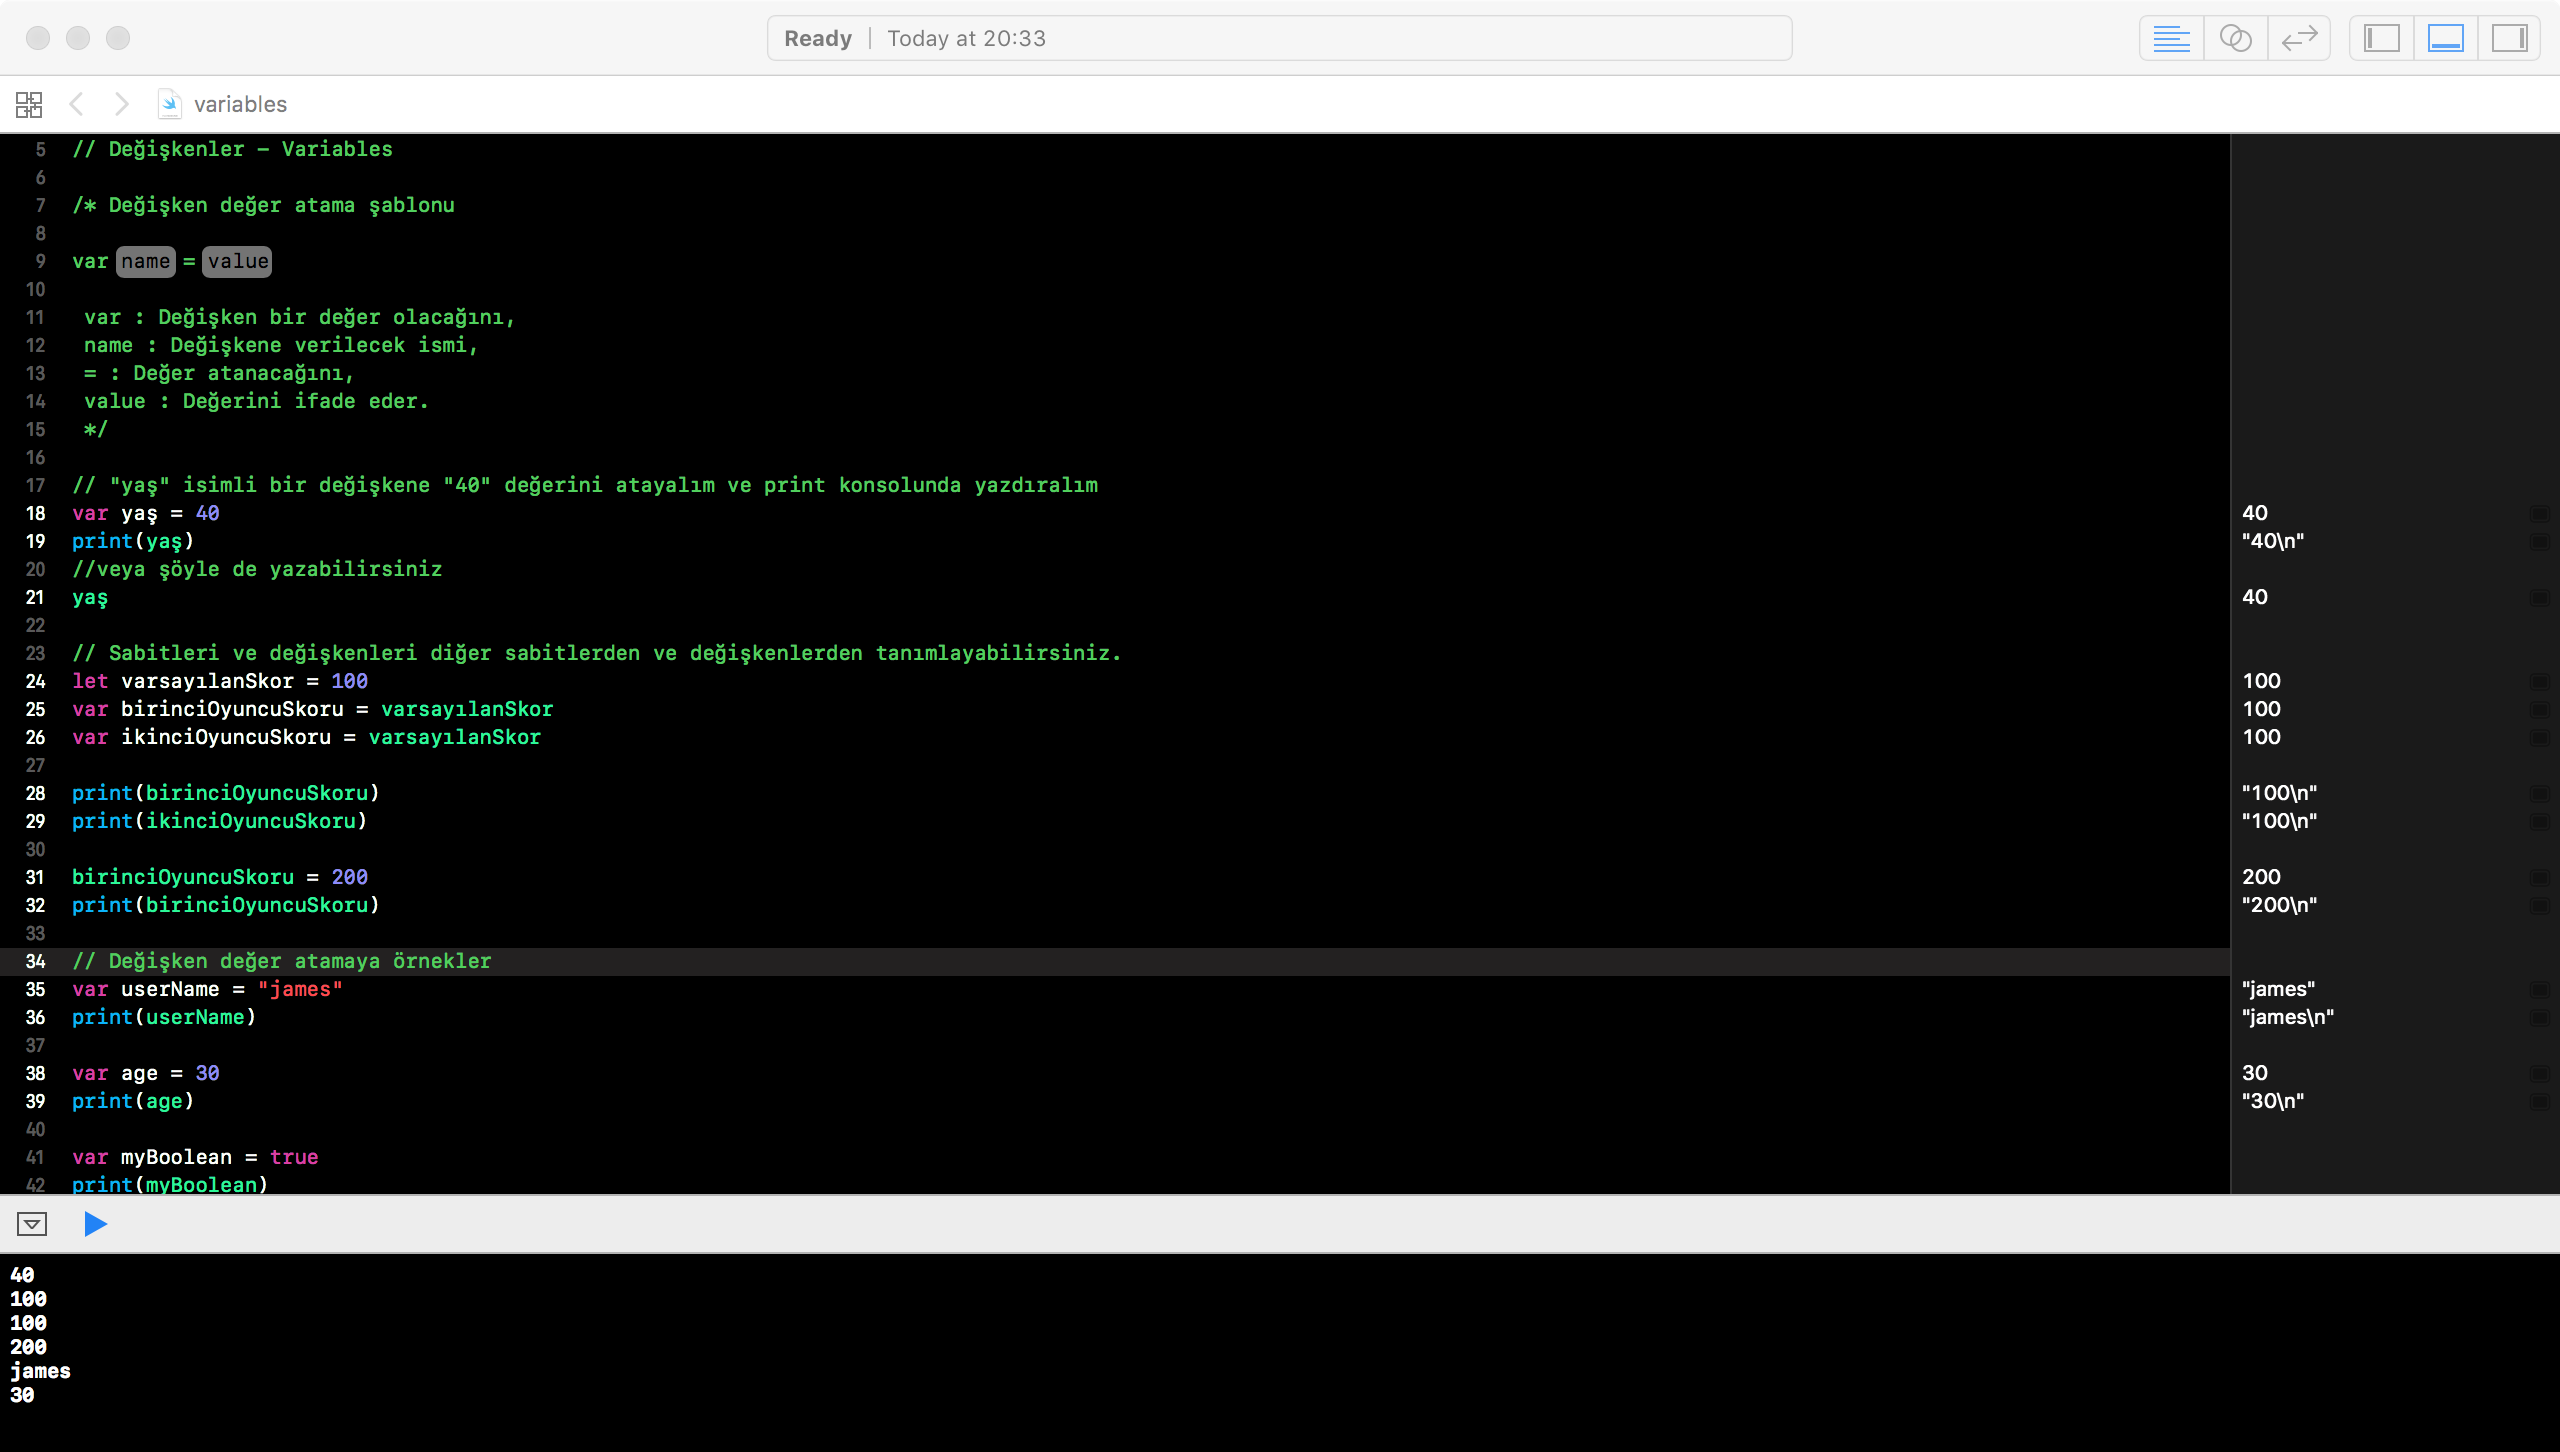 Ready | Today at 20:33
variables
5 // Değişkenler – Variables
6
7 /* Değişken değer atama şablonu
8
9 var name = value
10
11 var : Değişken bir değer olacağını,
12 name : Değişkene verilecek ismi,
13 = : Değer atanacağını,
14 value : Değerini ifade eder.
15 */
16
17 // "yaş" isimli bir değişkene "40" değerini atayalım ve print konsolunda yazdıralım
18 var yaş = 40 40
19 print(yaş) "40\n"
20 //veya şöyle de yazabilirsiniz
21 yaş 40
22
23 // Sabitleri ve değişkenleri diğer sabitlerden ve değişkenlerden tanımlayabilirsiniz.
24 let varsayılanSkor = 100 100
25 var birinciOyuncuSkoru = varsayılanSkor 100
26 var ikinciOyuncuSkoru = varsayılanSkor 100
27
28 print(birinciOyuncuSkoru) "100\n"
29 print(ikinciOyuncuSkoru) "100\n"
30
31 birinciOyuncuSkoru = 200 200
32 print(birinciOyuncuSkoru) "200\n"
33
34 // Değişken değer atamaya örnekler
35 var userName = "james" "james"
36 print(userName) "james\n"
37
38 var age = 30 30
39 print(age) "30\n"
40
41 var myBoolean = true
42 print(myBoolean)
40
100
100
200
james
30